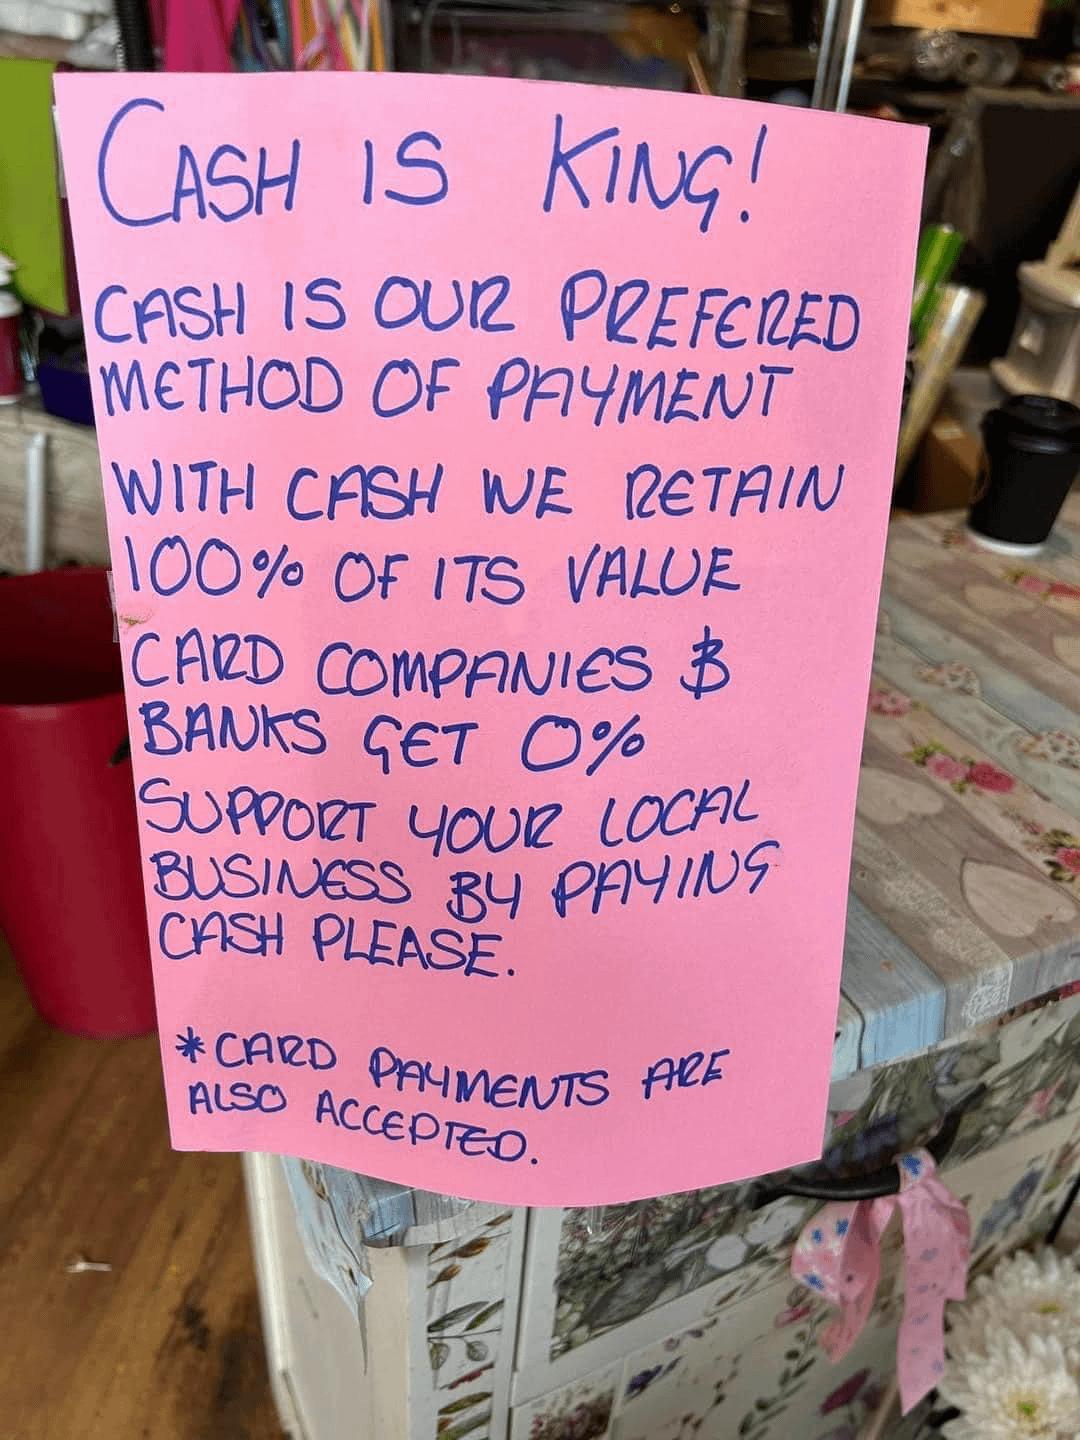 CASH IS KING!
CASH IS OUR PREFERED
METHOD OF PAYMENT
WITH CASH WE RETAIN
100% OF ITS VALUE
CARD COMPANIES &
BANKS GET 0%
SUPPORT YOUR LOCAL
BUSINESS BY PAYING
CASH PLEASE.
*CARD PAYMENTS ARE
ALSO ACCEPTED.